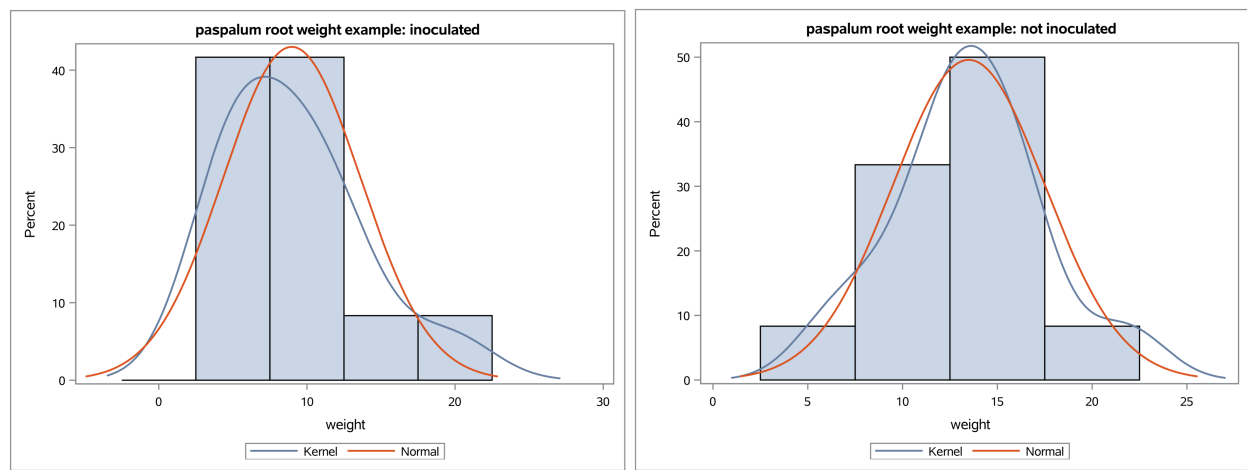 paspalum root weight example: inoculated
40
30
20
10
0
Percent
0 10 20 30
weight
Kernel Normal
paspalum root weight example: not inoculated
50
40
30
20
10
0
Percent
0 5 10 15 20 25
weight
Kernel Normal